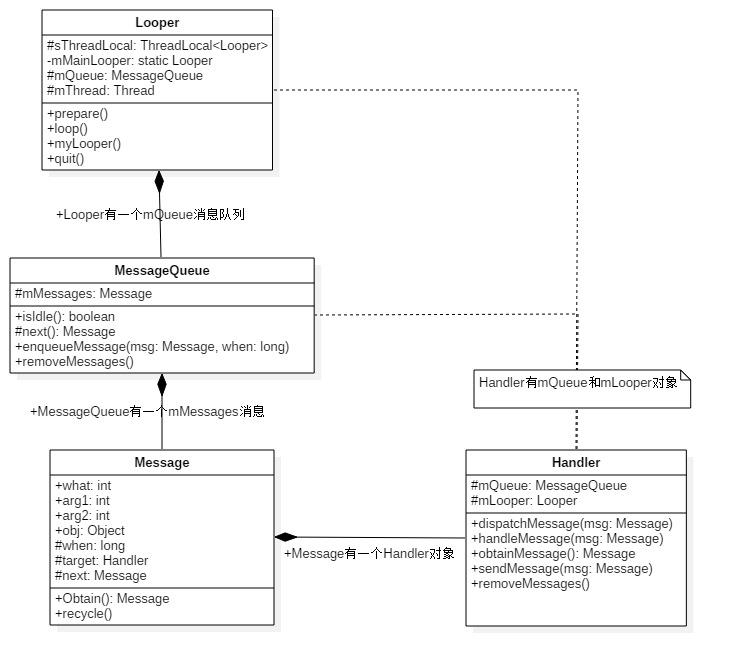 Looper
#sThreadLocal: ThreadLocal<Looper>
-mMainLooper: static Looper
#mQueue: MessageQueue
#mThread: Thread
+prepare()
+loop()
+myLooper()
+quit()
+Looper有一个mQueue消息队列
MessageQueue
#mMessages: Message
+isIdle(): boolean
#next(): Message
+enqueueMessage(msg: Message, when: long)
+removeMessages()
Handler有mQueue和mLooper对象
+MessageQueue有一个mMessages消息
Message
+what: int
+arg1: int
+arg2: int
+obj: Object
#when: long
#target: Handler
#next: Message
+Obtain(): Message
+recycle()
+Message有一个Handler对象
Handler
#mQueue: MessageQueue
#mLooper: Looper
+dispatchMessage(msg: Message)
+handleMessage(msg: Message)
+obtainMessage(): Message
+sendMessage(msg: Message)
+removeMessages()